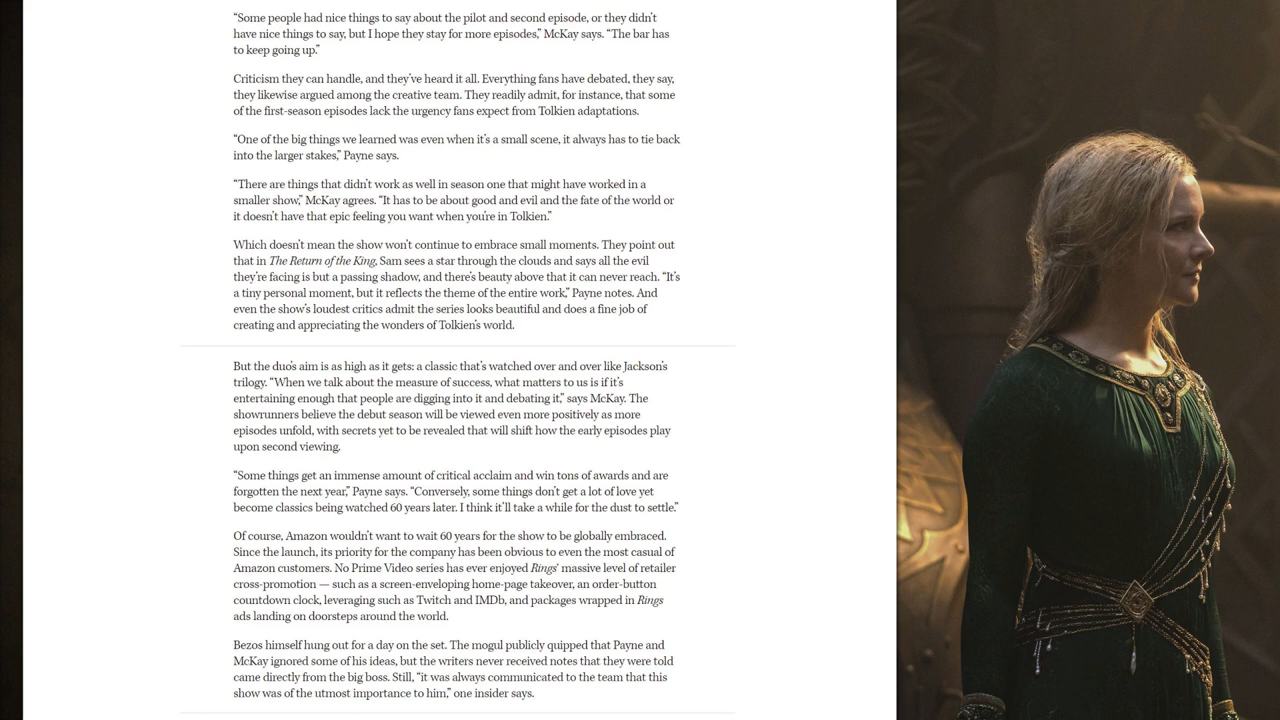 “Some people had nice things to say about the pilot and second episode, or they didn’t
have nice things to say, but I hope they stay for more episodes,” McKay says. “The bar has
to keep going up.”
Criticism they can handle, and they’ve heard it all. Everything fans have debated, they say,
they likewise argued among the creative team. They readily admit, for instance, that some
of the first-season episodes lack the urgency fans expect from Tolkien adaptations.
“One of the big things we learned was even when it’s a small scene, it always has to tie back
into the larger stakes,” Payne says.
“There are things that didn’t work as well in season one that might have worked in a
smaller show,” McKay agrees. “It has to be about good and evil and the fate of the world or
it doesn’t have that epic feeling you want when you’re in Tolkien.”
Which doesn’t mean the show won’t continue to embrace small moments. They point out
that in The Return of the King, Sam sees a star through the clouds and says all the evil
they’re facing is but a passing shadow, and there’s beauty above that it can never reach. “It’s
a tiny personal moment, but it reflects the theme of the entire work,” Payne notes. And
even the show’s loudest critics admit the series looks beautiful and does a fine job of
creating and appreciating the wonders of Tolkien’s world.
But the duo’s aim is as high as it gets: a classic that’s watched over and over like Jackson’s
trilogy. “When we talk about the measure of success, what matters to us is if it’s
entertaining enough that people are digging into it and debating it,” says McKay. The
showrunners believe the debut season will be viewed even more positively as more
episodes unfold, with secrets yet to be revealed that will shift how the early episodes play
upon second viewing.
“Some things get an immense amount of critical acclaim and win tons of awards and are
forgotten the next year,” Payne says. “Conversely, some things don’t get a lot of love yet
become classics being watched 60 years later. I think it’ll take a while for the dust to settle.”
Of course, Amazon wouldn’t want to wait 60 years for the show to be globally embraced.
Since the launch, its priority for the company has been obvious to even the most casual of
Amazon customers. No Prime Video series has ever enjoyed Rings’ massive level of retailer
cross-promotion — such as a screen-enveloping home-page takeover, an order-button
countdown clock, leveraging such as Twitch and IMDb, and packages wrapped in Rings
ads landing on doorsteps around the world.
Bezos himself hung out for a day on the set. The mogul publicly quipped that Payne and
McKay ignored some of his ideas, but the writers never received notes that they were told
came directly from the big boss. Still, “it was always communicated to the team that this
show was of the utmost importance to him,” one insider says.